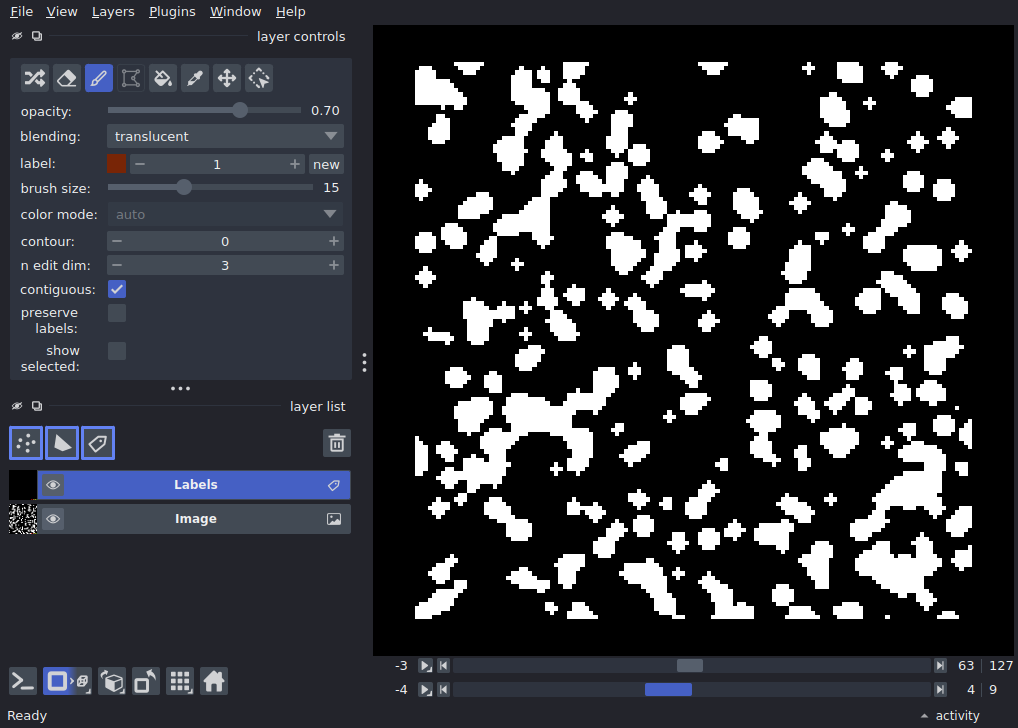 File View Layers Plugins Window Help
layer controls
opacity: 0.70
blending: translucent
label: 1 new
brush size: 15
color mode: auto
contour: 0
n edit dim: 3
contiguous:
preserve
labels:
show
selected:
layer list
Labels
Image
-3 63 127
-4 4 9
Ready activity